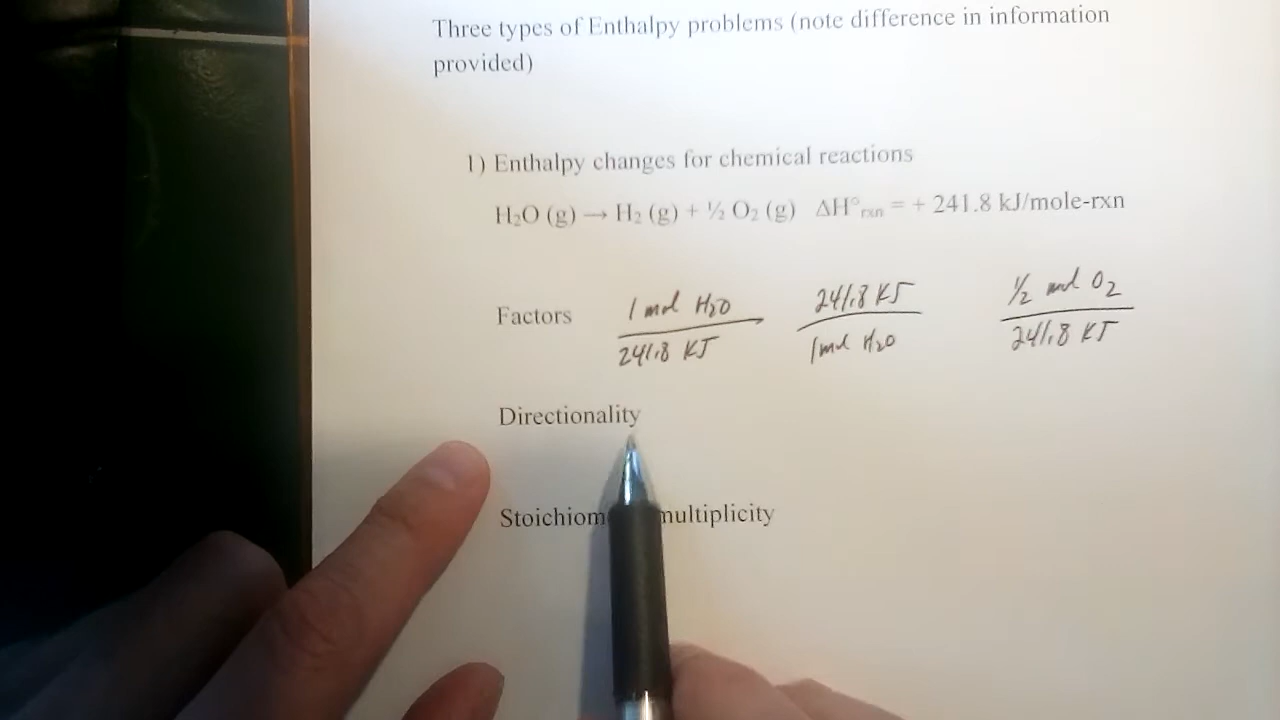 Three types of Enthalpy problems (note difference in information
provided)
1) Enthalpy changes for chemical reactions
H₂O (g) → H₂ (g) + ½ O₂ (g) ΔH°rxn = + 241.8 kJ/mole-rxn
1 mol H₂O 241.8 KJ ½ mol O₂
Factors
241.8 KJ 1 mol H₂O 241.8 KJ
Directionality
multiplicity